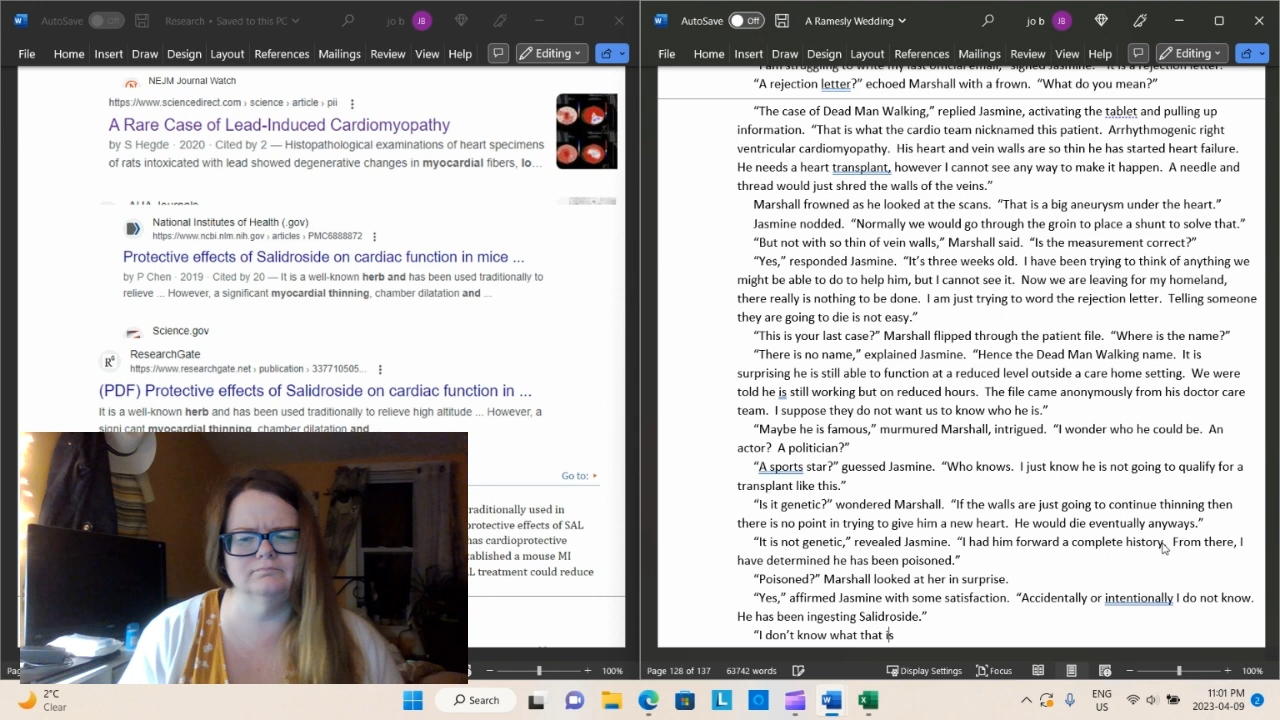 AutoSave Off Research • Saved to this PC jo b JB
File Home Insert Draw Design Layout References Mailings Review View Help Editing
NEJM Journal Watch
https://www.sciencedirect.com › science › article › pii
A Rare Case of Lead-Induced Cardiomyopathy
by S Hegde · 2020 · Cited by 2 — Histopathological examinations of heart specimens
of rats intoxicated with lead showed degenerative changes in myocardial fibers, lo...
National Institutes of Health (.gov)
https://www.ncbi.nlm.nih.gov › articles › PMC6888872
Protective effects of Salidroside on cardiac function in mice ...
by P Chen · 2019 · Cited by 20 — It is a well-known herb and has been used traditionally to
relieve ... However, a significant myocardial thinning, chamber dilatation and ...
Science.gov
ResearchGate
https://www.researchgate.net › publication › 337710505...
(PDF) Protective effects of Salidroside on cardiac function in ...
It is a well-known herb and has been used traditionally to relieve high altitude ... However, a
signi cant myocardial thinning, chamber dilatation and
Go to:
raditionally used in
protective effects of SAL
has cardioprotective
tablished a mouse MI
L treatment could reduce
100%
AutoSave Off A Ramesly Wedding jo b JB
File Home Insert Draw Design Layout References Mailings Review View Help Editing
“A rejection letter?” echoed Marshall with a frown. “What do you mean?”
“The case of Dead Man Walking,” replied Jasmine, activating the tablet and pulling up
information. “That is what the cardio team nicknamed this patient. Arrhythmogenic right
ventricular cardiomyopathy. His heart and vein walls are so thin he has started heart failure.
He needs a heart transplant, however I cannot see any way to make it happen. A needle and
thread would just shred the walls of the veins.”
Marshall frowned as he looked at the scans. “That is a big aneurysm under the heart.”
Jasmine nodded. “Normally we would go through the groin to place a shunt to solve that.”
“But not with so thin of vein walls,” Marshall said. “Is the measurement correct?”
“Yes,” responded Jasmine. “It’s three weeks old. I have been trying to think of anything we
might be able to do to help him, but I cannot see it. Now we are leaving for my homeland,
there really is nothing to be done. I am just trying to word the rejection letter. Telling someone
they are going to die is not easy.”
“This is your last case?” Marshall flipped through the patient file. “Where is the name?”
“There is no name,” explained Jasmine. “Hence the Dead Man Walking name. It is
surprising he is still able to function at a reduced level outside a care home setting. We were
told he is still working but on reduced hours. The file came anonymously from his doctor care
team. I suppose they do not want us to know who he is.”
“Maybe he is famous,” murmured Marshall, intrigued. “I wonder who he could be. An
actor? A politician?”
“A sports star?” guessed Jasmine. “Who knows. I just know he is not going to qualify for a
transplant like this.”
“Is it genetic?” wondered Marshall. “If the walls are just going to continue thinning then
there is no point in trying to give him a new heart. He would die eventually anyways.”
“It is not genetic,” revealed Jasmine. “I had him forward a complete history. From there, I
have determined he has been poisoned.”
“Poisoned?” Marshall looked at her in surprise.
“Yes,” affirmed Jasmine with some satisfaction. “Accidentally or intentionally I do not know.
He has been ingesting Salidroside.”
“I don’t know what that is
Page 128 of 137 63742 words Display Settings Focus 100%
2°C
Clear
Search
ENG
US
11:01 PM
2023-04-09
2